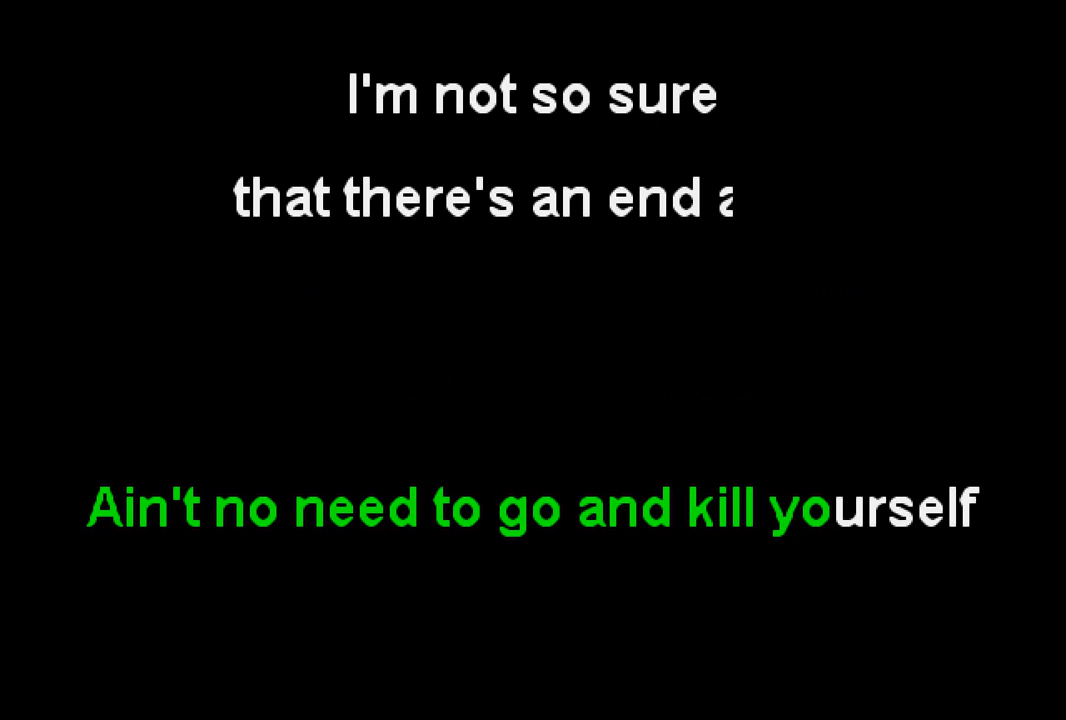 I'm not so sure
that there's an end
Ain't no need to go and kill yourself